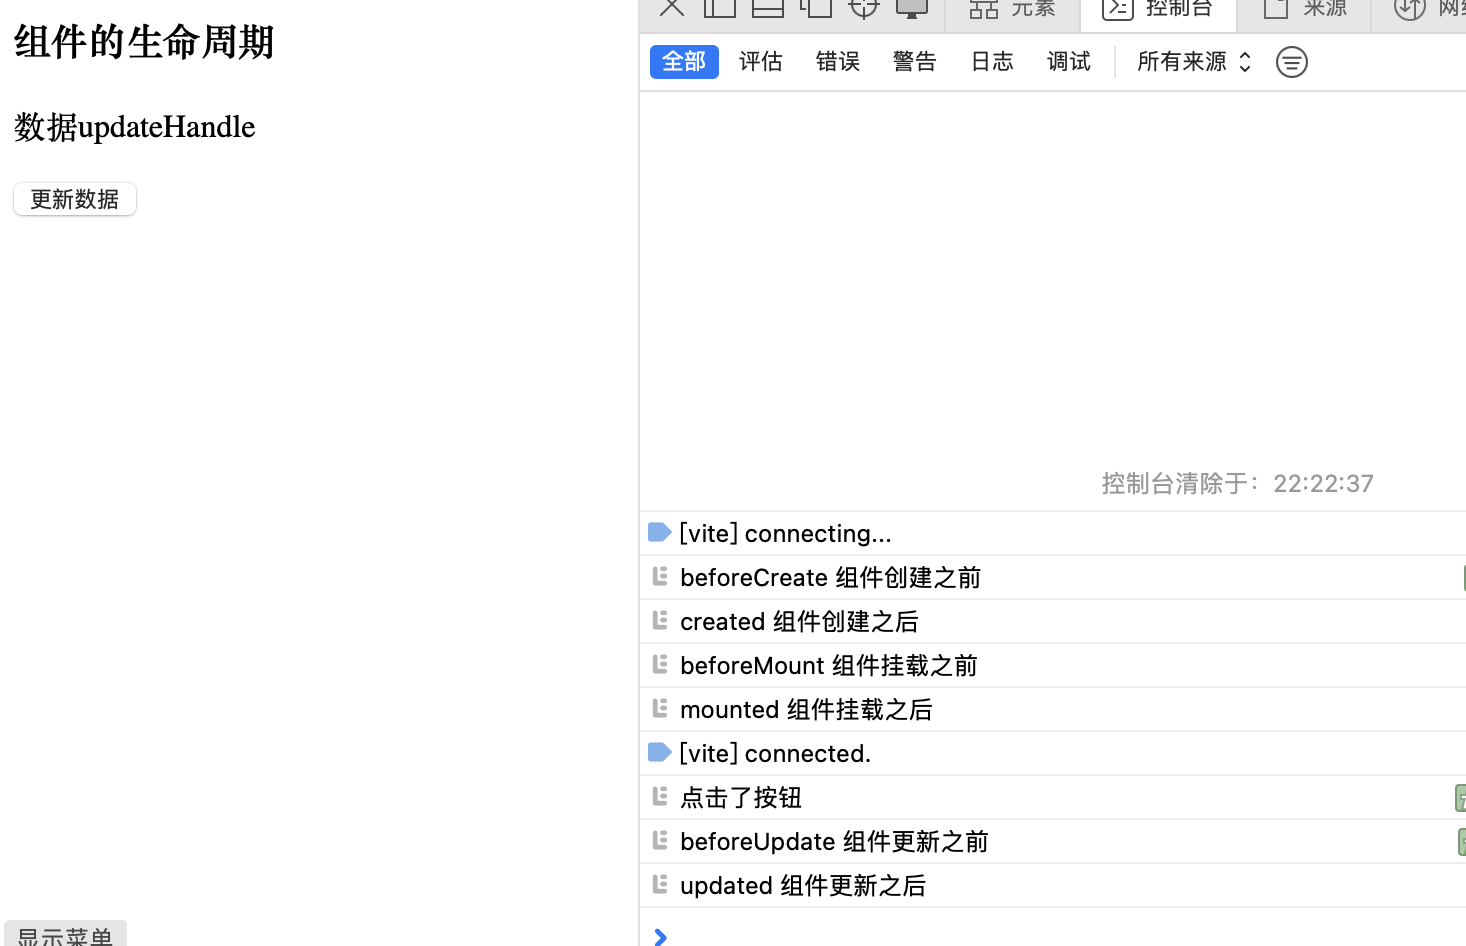 组件的生命周期
数据updateHandle
更新数据
显示菜单
元素
控制台
来源
全部
评估
错误
警告
日志
调试
所有来源
控制台清除于：22:22:37
[vite] connecting...
beforeCreate 组件创建之前
created 组件创建之后
beforeMount 组件挂载之前
mounted 组件挂载之后
[vite] connected.
点击了按钮
beforeUpdate 组件更新之前
updated 组件更新之后